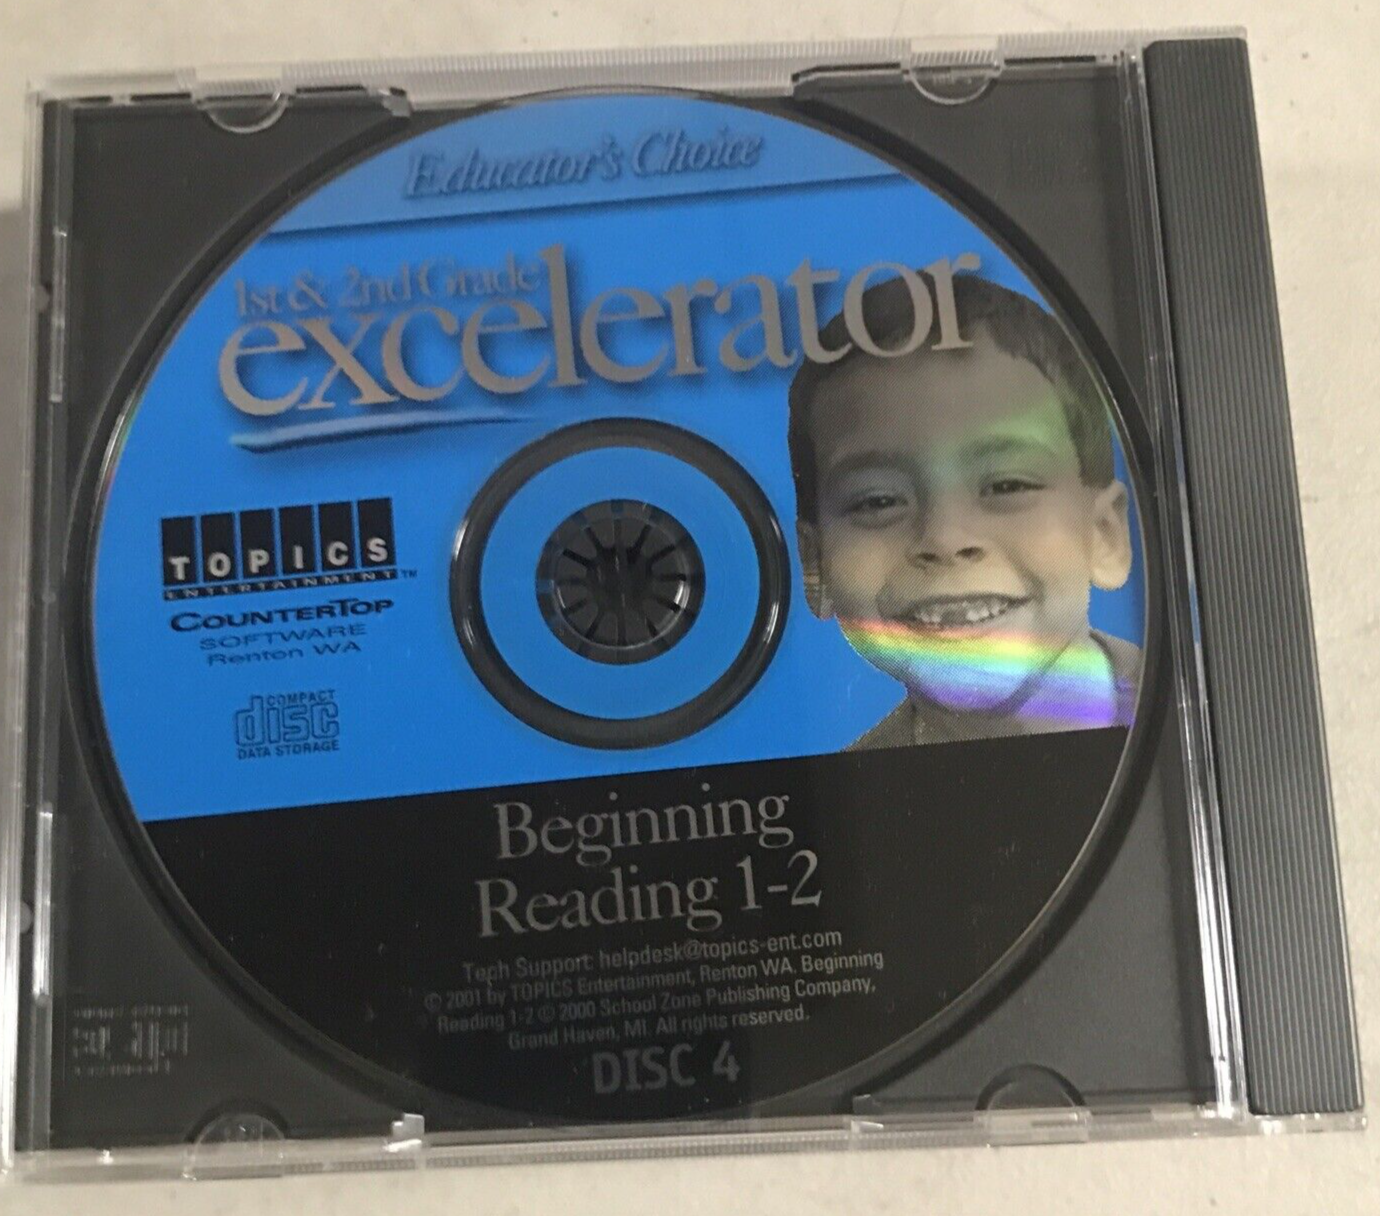 Educator's Choice
1st & 2nd Grade
excelerator
TOPICS
ENTERTAINMENT™
COUNTERTOP
SOFTWARE
Renton WA
COMPACT
disc
DATA STORAGE
Beginning
Reading 1-2
Tech Support: helpdesk@topics-ent.com
© 2001 by TOPICS Entertainment, Renton WA. Beginning
Reading 1-2 © 2000 School Zone Publishing Company,
Grand Haven, MI. All rights reserved.
DISC 4